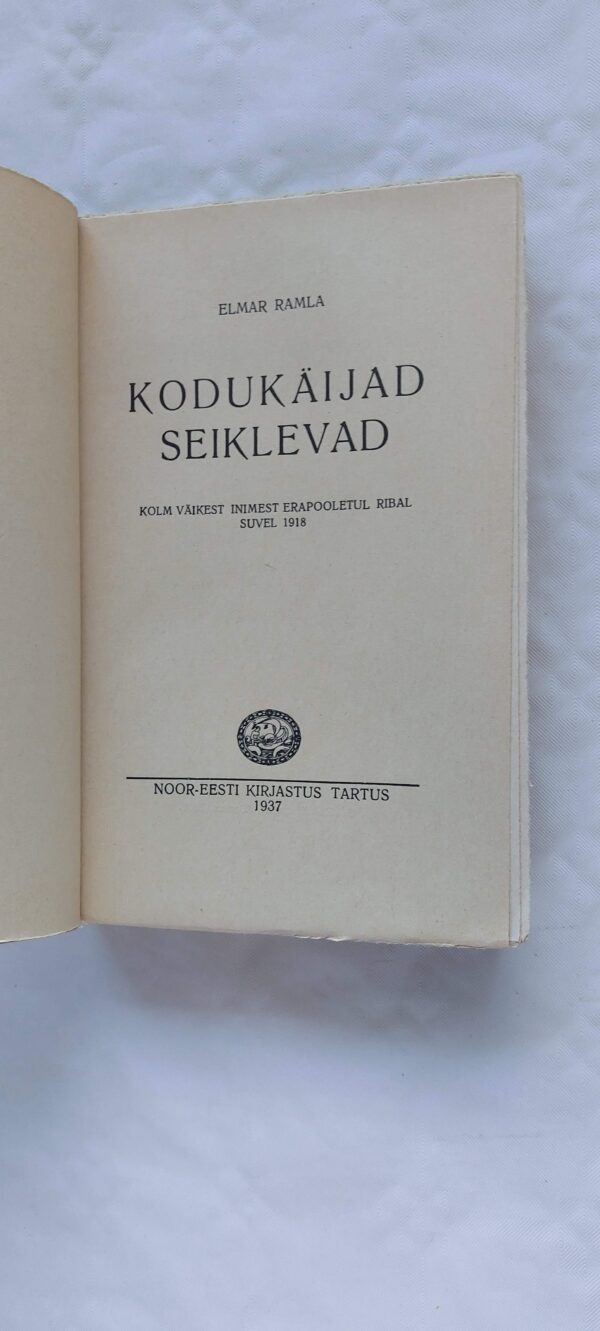 ELMAR RAMLA
KODUKÄIJAD
SEIKLEVAD
KOLM VÄIKEST INIMEST ERAPOOLETUL RIBAL
SUVEL 1918
NOOR-EESTI KIRJASTUS TARTUS
1937